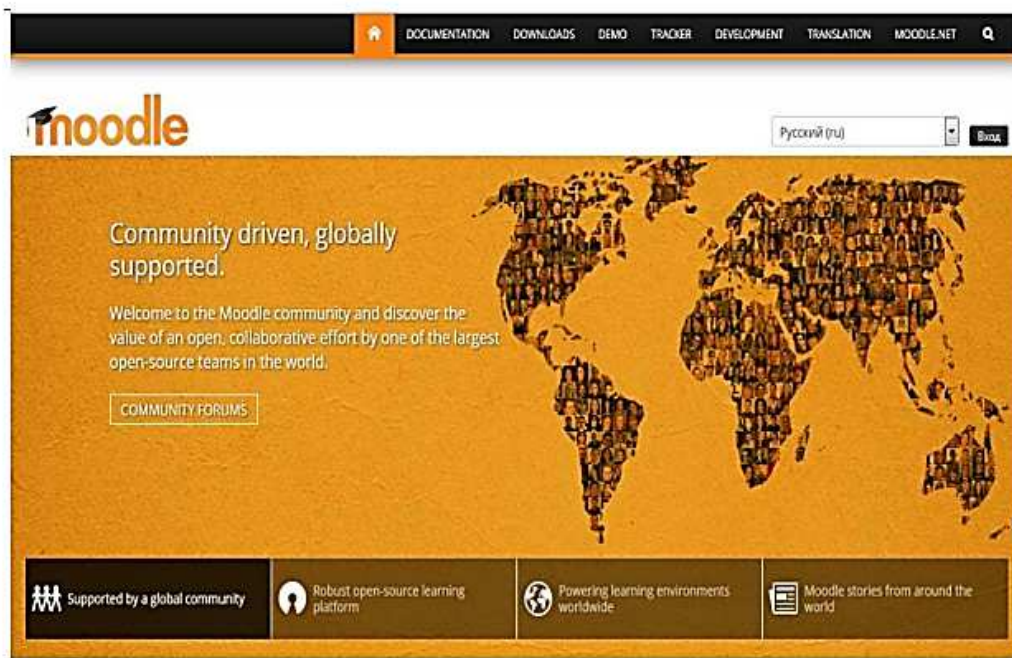 DOCUMENTATION DOWNLOADS DEMO TRACKER DEVELOPMENT TRANSLATION MOODLE.NET
moodle
Русский (ru)
Вход
Community driven, globally
supported.
Welcome to the Moodle community and discover the
value of an open, collaborative effort by one of the largest
open-source teams in the world.
COMMUNITY FORUMS
Supported by a global community
Robust open-source learning
platform
Powering learning environments
worldwide
Moodle stories from around the
world